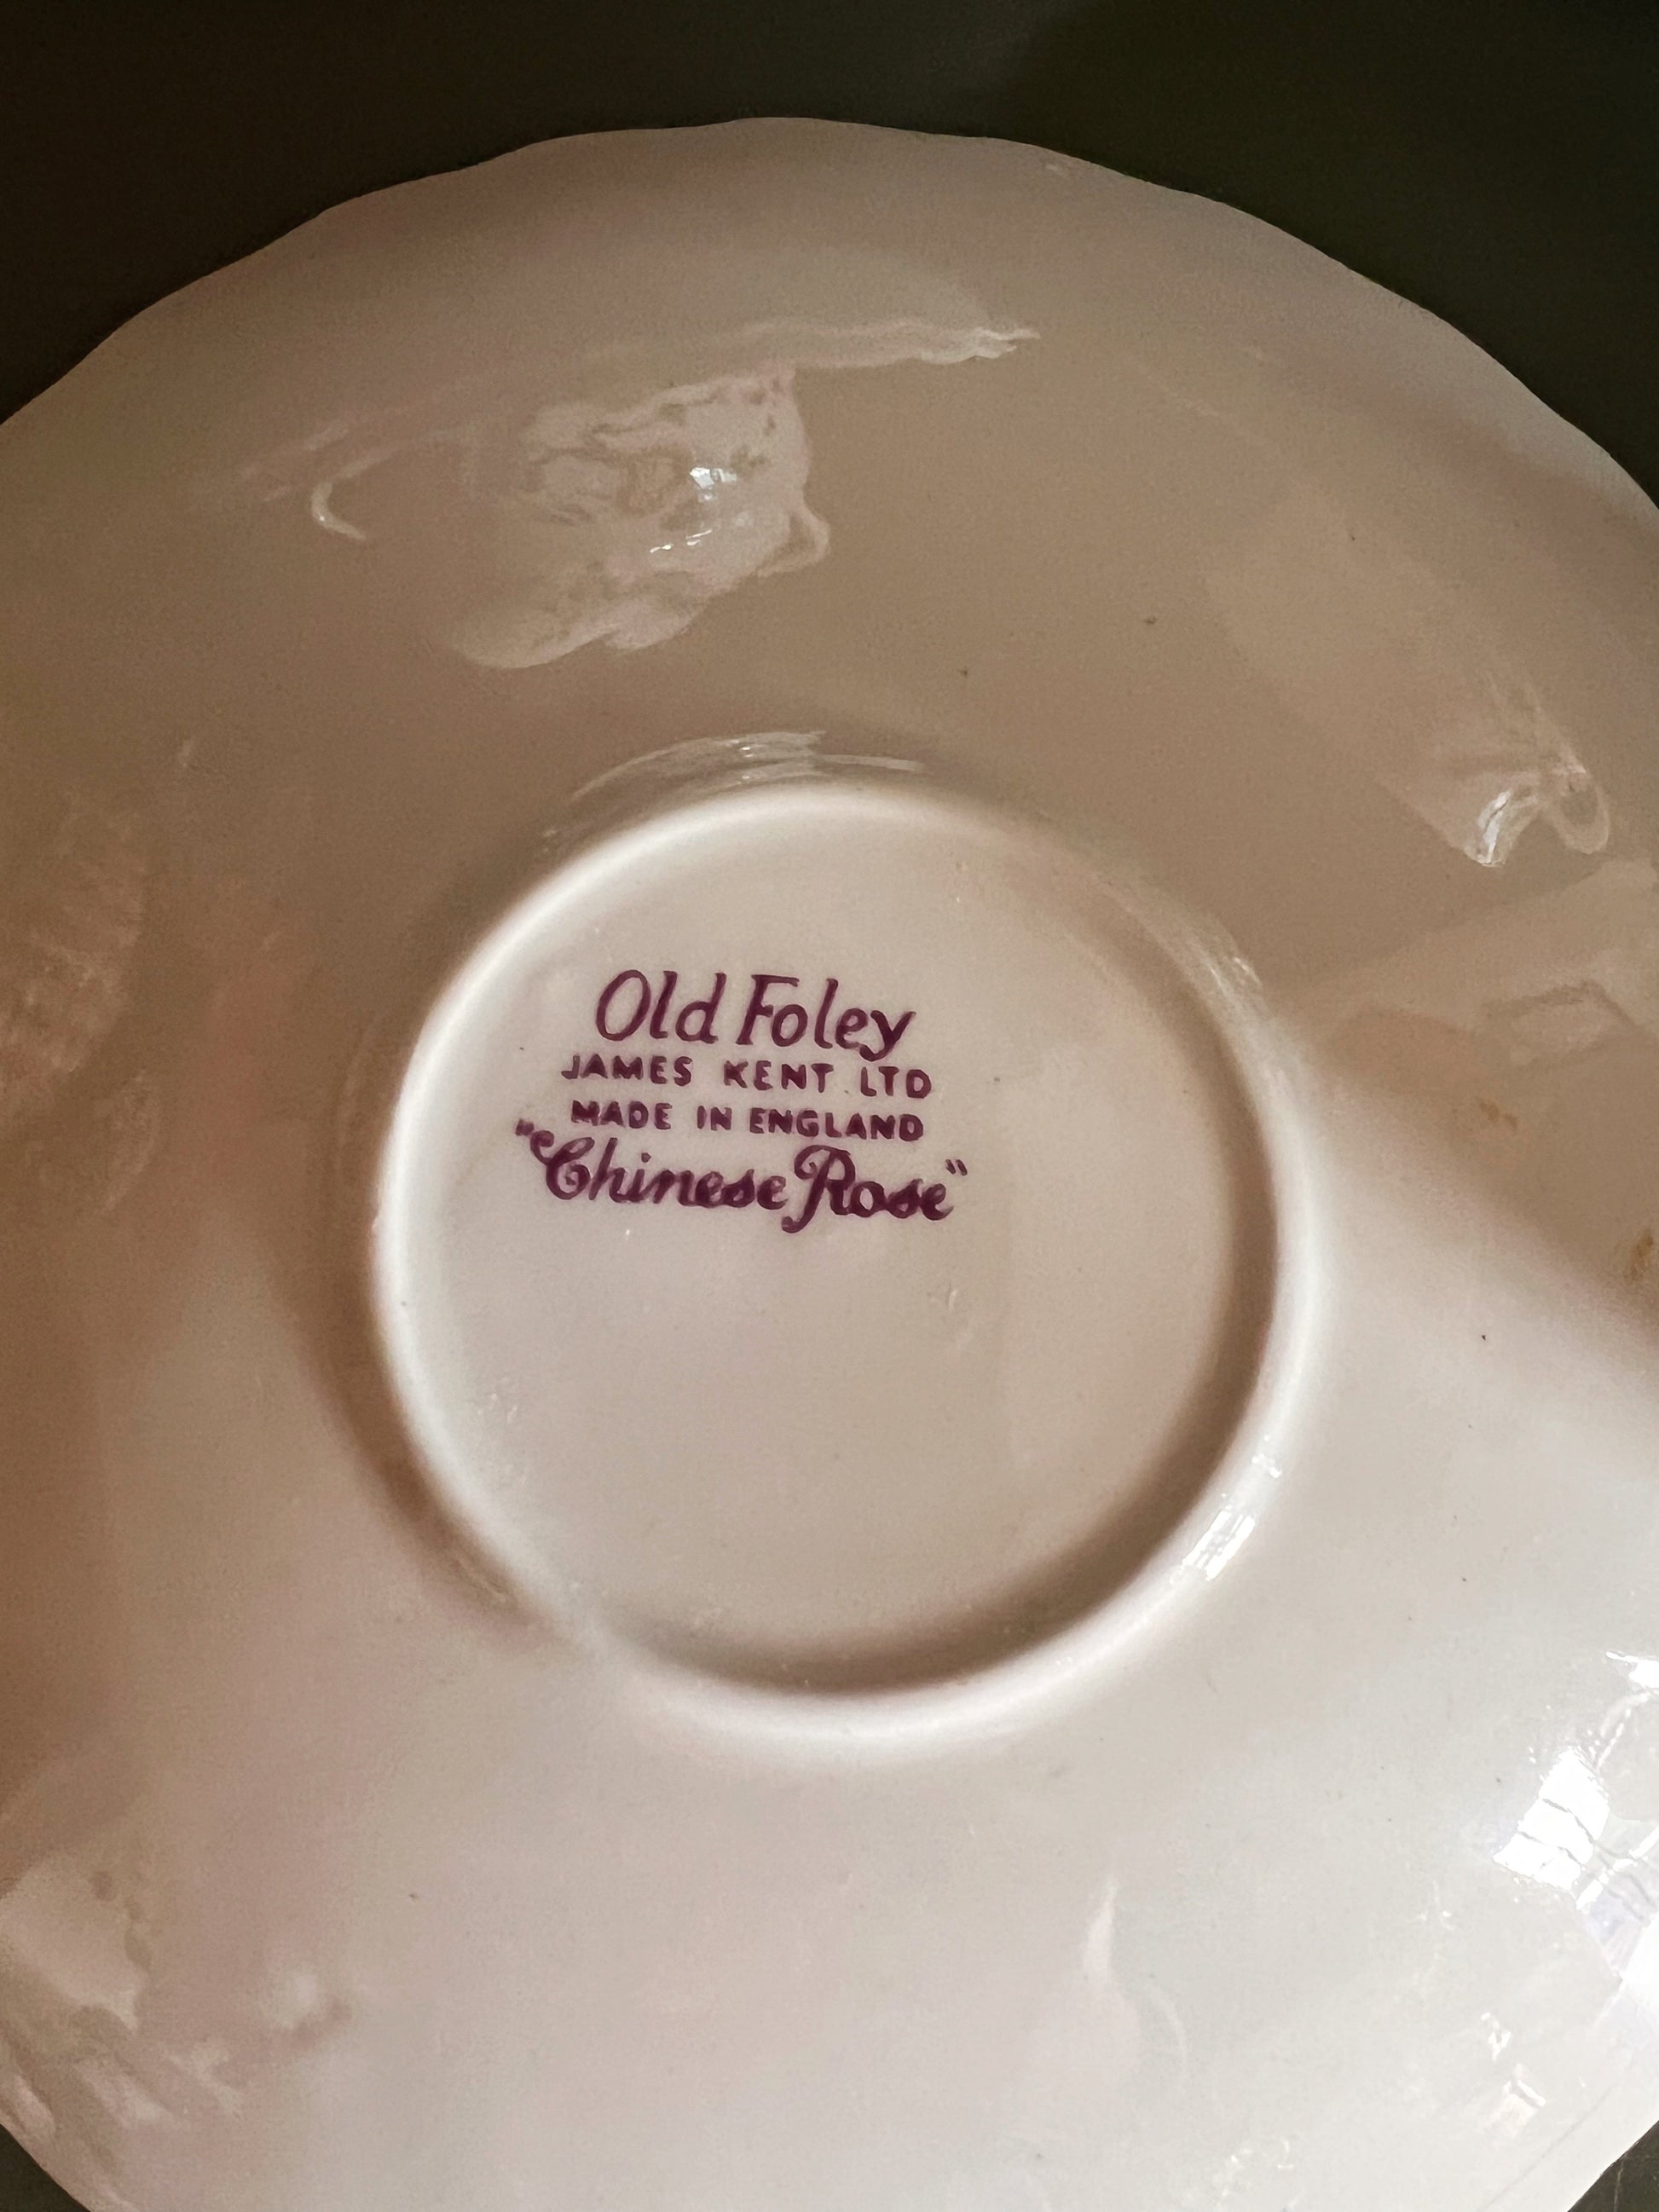 Old Foley
JAMES KENT LTD
MADE IN ENGLAND
"Chinese Rose"